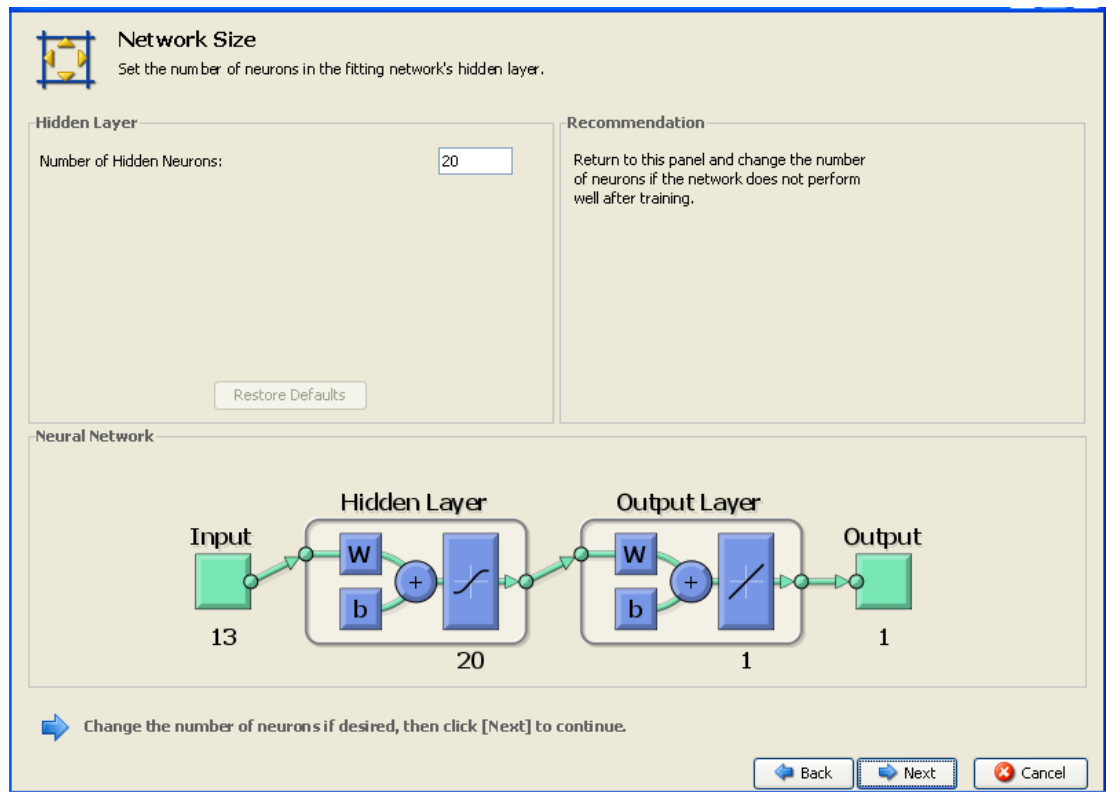 Network Size
Set the number of neurons in the fitting network's hidden layer.
Hidden Layer
Number of Hidden Neurons:
20
Restore Defaults
Recommendation
Return to this panel and change the number
of neurons if the network does not perform
well after training.
Neural Network
Hidden Layer
Output Layer
Input
Output
W
b
+
W
b
+
13
20
1
1
Change the number of neurons if desired, then click [Next] to continue.
Back
Next
Cancel